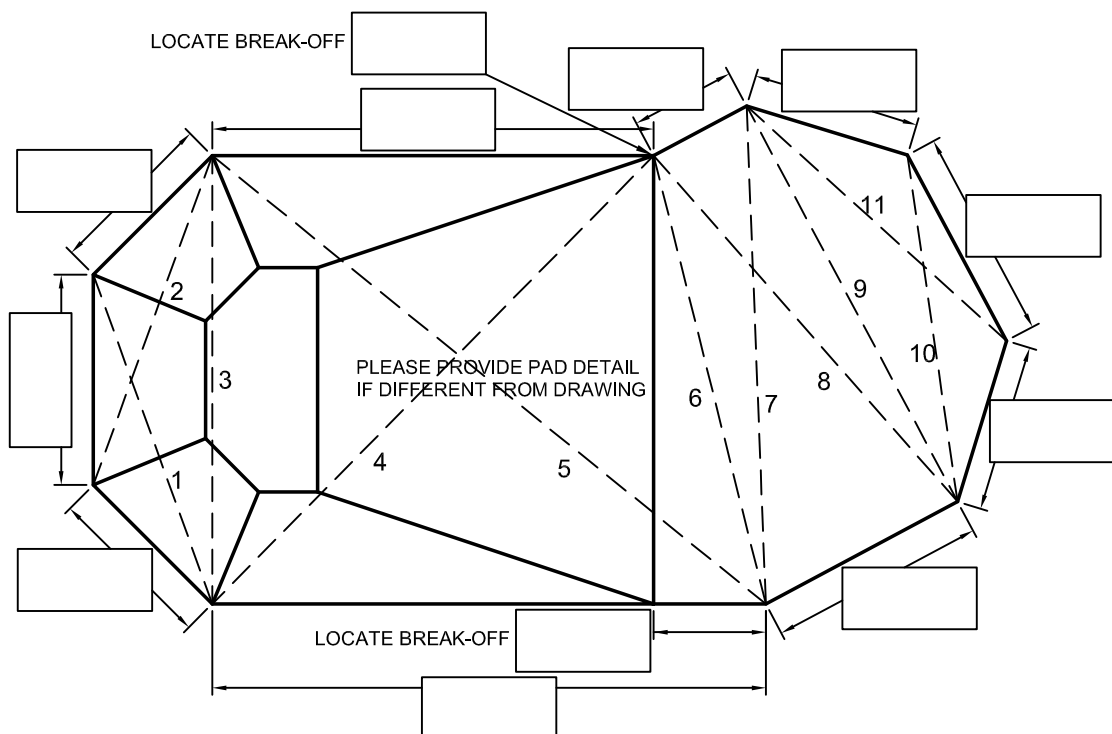 LOCATE BREAK-OFF
11
2
9
10
3
PLEASE PROVIDE PAD DETAIL
IF DIFFERENT FROM DRAWING
8
6
7
4
5
1
LOCATE BREAK-OFF